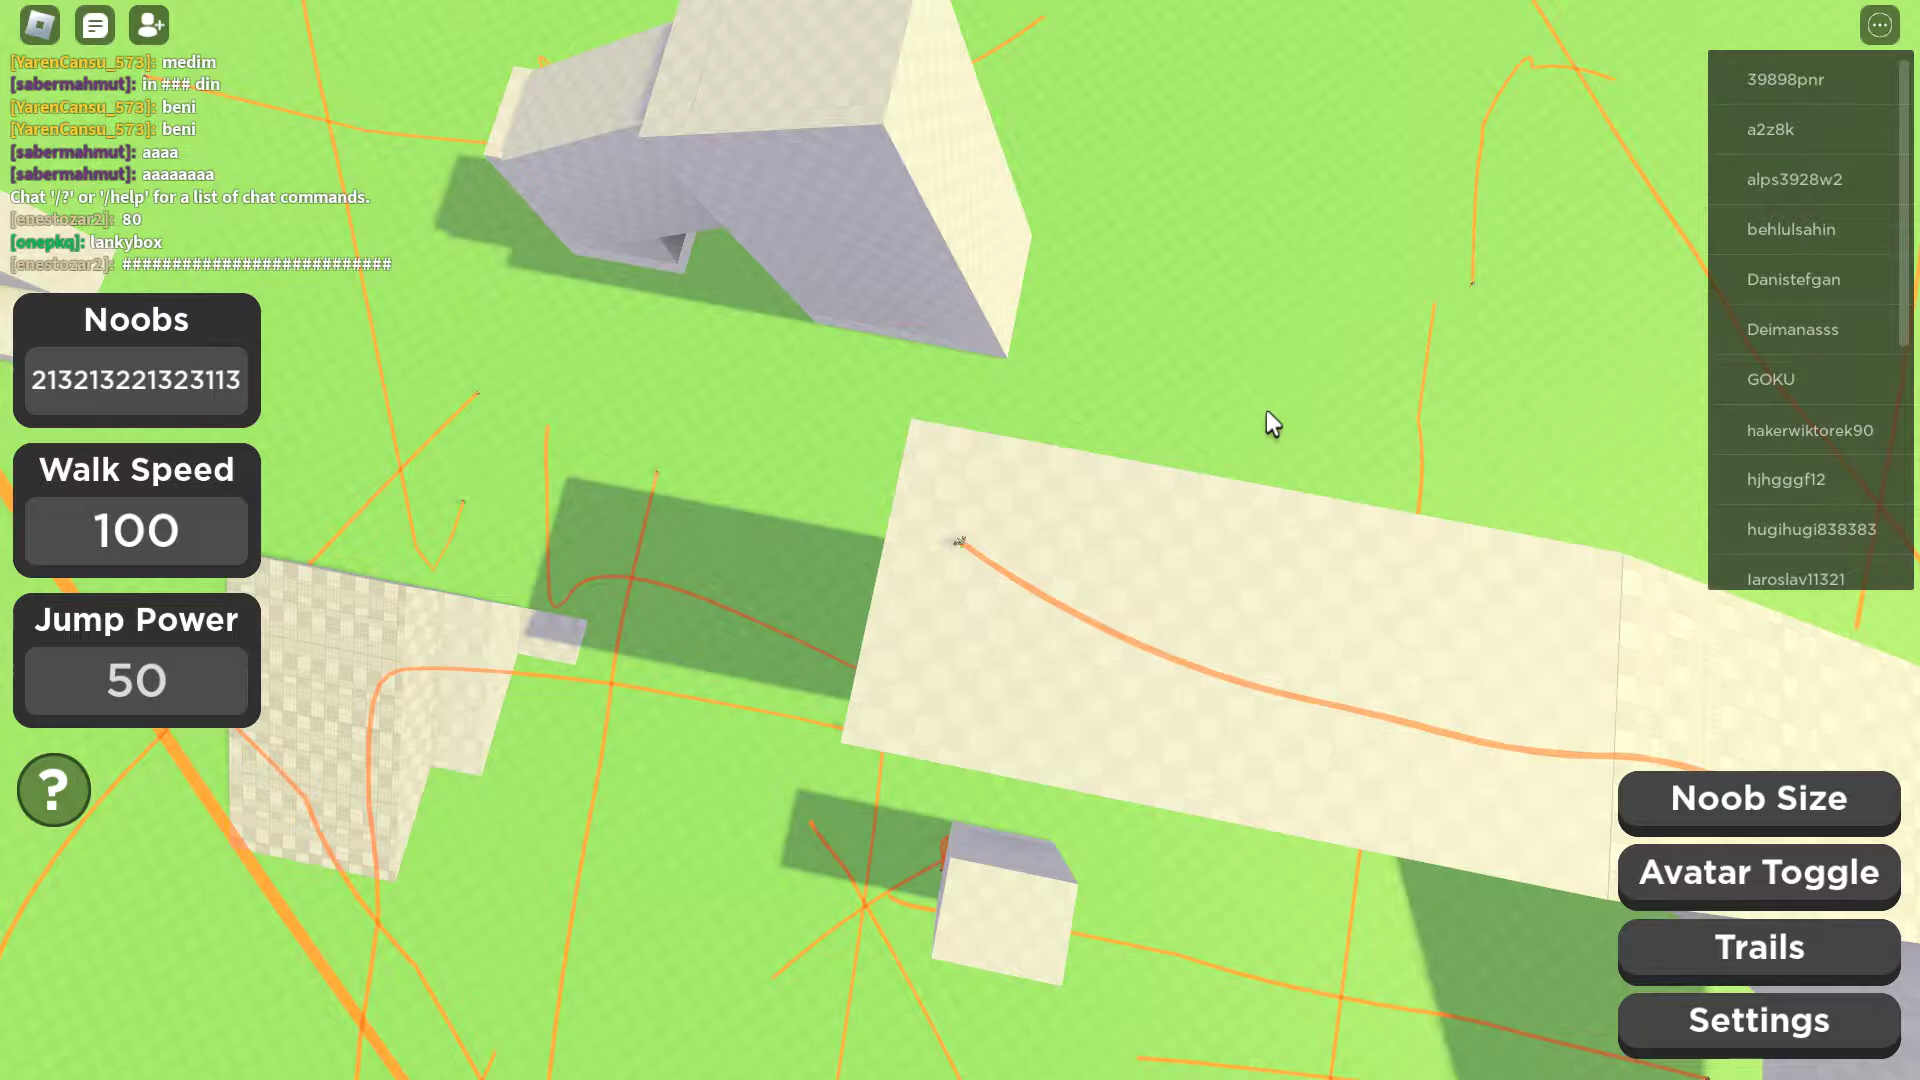 [YarenCansu_573]: medim
[sabermahmut]: in ### din
[YarenCansu_573]: beni
[YarenCansu_573]: beni
[sabermahmut]: aaaa
[sabermahmut]: aaaaaaaa
Chat '/?' or '/help' for a list of chat commands.
[enestozar2]: 80
[onepkq]: lankybox
[enestozar2]: ###########################
Noobs
213213221323113
Walk Speed
100
Jump Power
50
?
39898pnr
a2z8k
alps3928w2
behlulsahin
Danistefgan
Deimanasss
GOKU
hakerwiktorek90
hjhgggf12
hugihugi838383
Iaroslav11321
Noob Size
Avatar Toggle
Trails
Settings